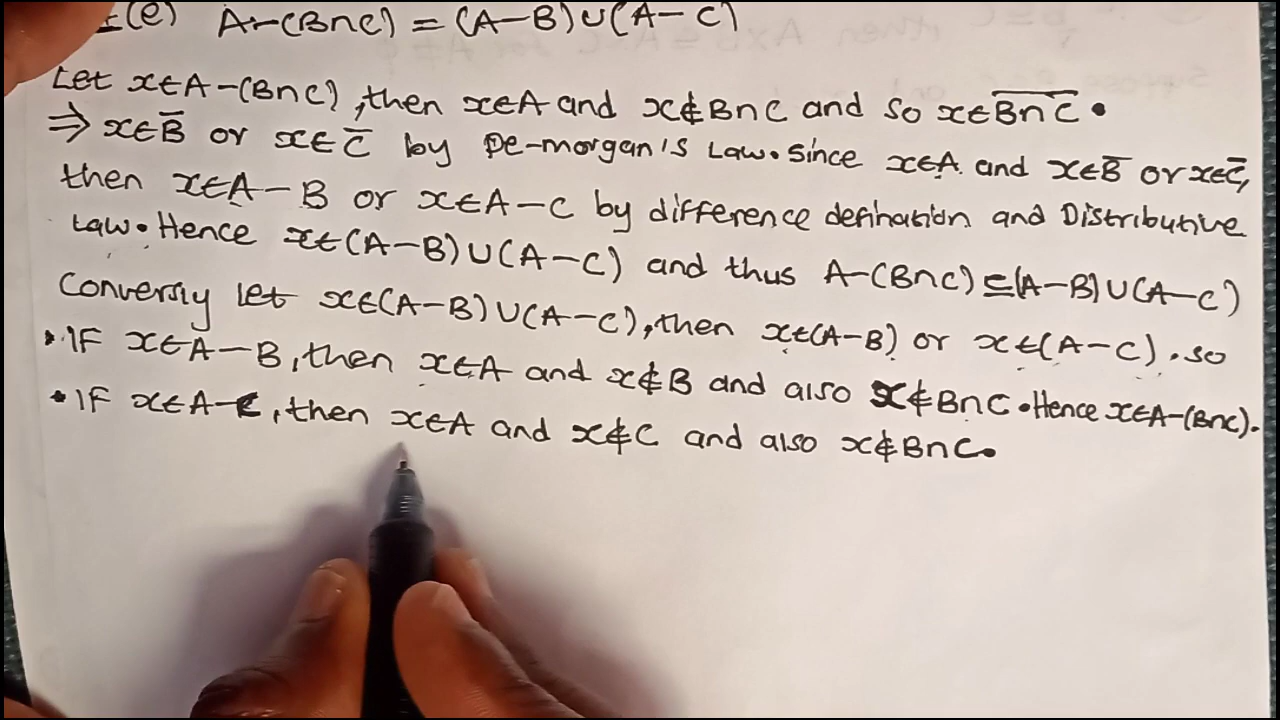 (e) A-(B∩C) = (A-B)∪(A-C)
Let x∈A-(B∩C), then x∈A and x∉B∩C and so x∈B̅∩̅C̅.
⇒ x∈B̅ or x∈C̅ by De-morgan's Law. Since x∈A and x∈B̅ or x∈C̅,
then x∈A-B or x∈A-C by difference defination and Distributive
Law. Hence x∈(A-B)∪(A-C) and thus A-(B∩C)⊆(A-B)∪(A-C)
Conversly let x∈(A-B)∪(A-C), then x∈(A-B) or x∈(A-C). so
• IF x∈A-B, then x∈A and x∉B and also x∉B∩C. Hence x∈A-(B∩C).
• IF x∈A-C, then x∈A and x∉C and also x∉B∩C.